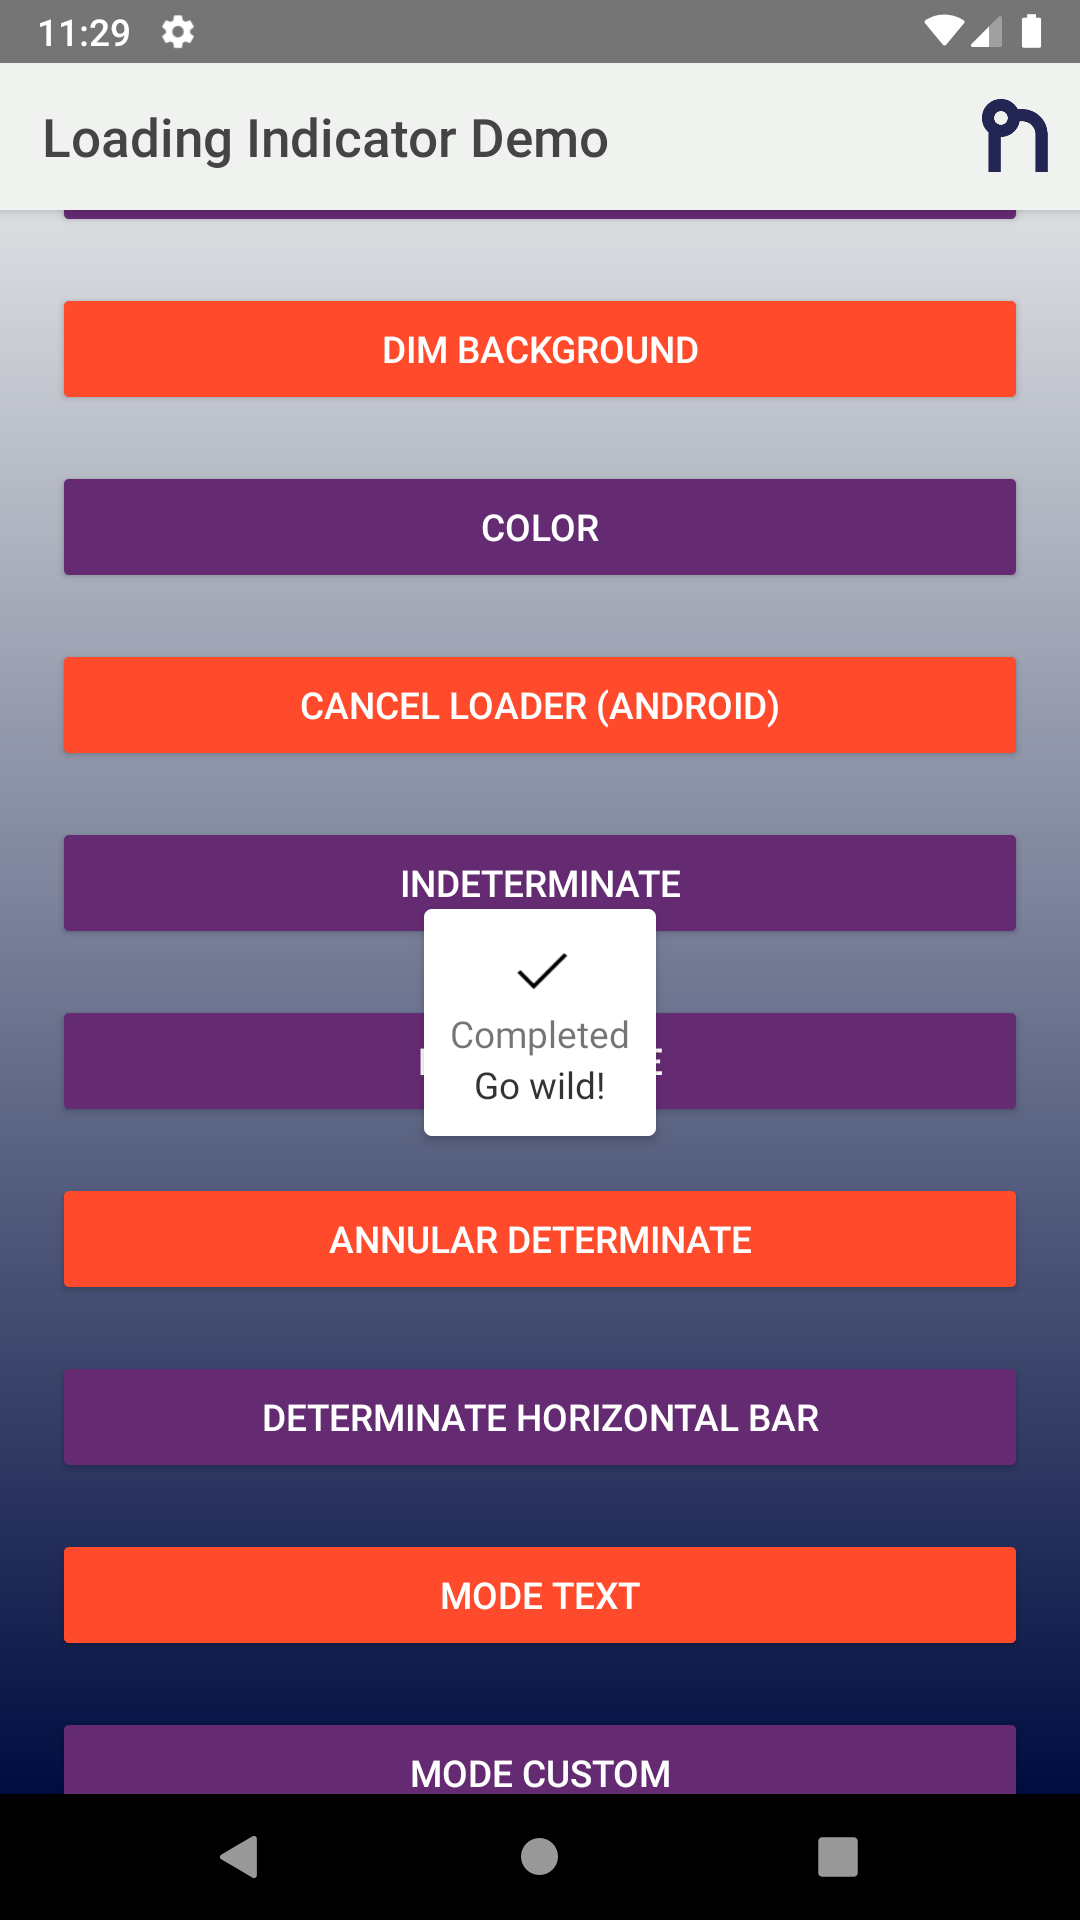 11:29
Loading Indicator Demo
DIM BACKGROUND
COLOR
CANCEL LOADER (ANDROID)
INDETERMINATE
Completed
Go wild!
ANNULAR DETERMINATE
DETERMINATE HORIZONTAL BAR
MODE TEXT
MODE CUSTOM